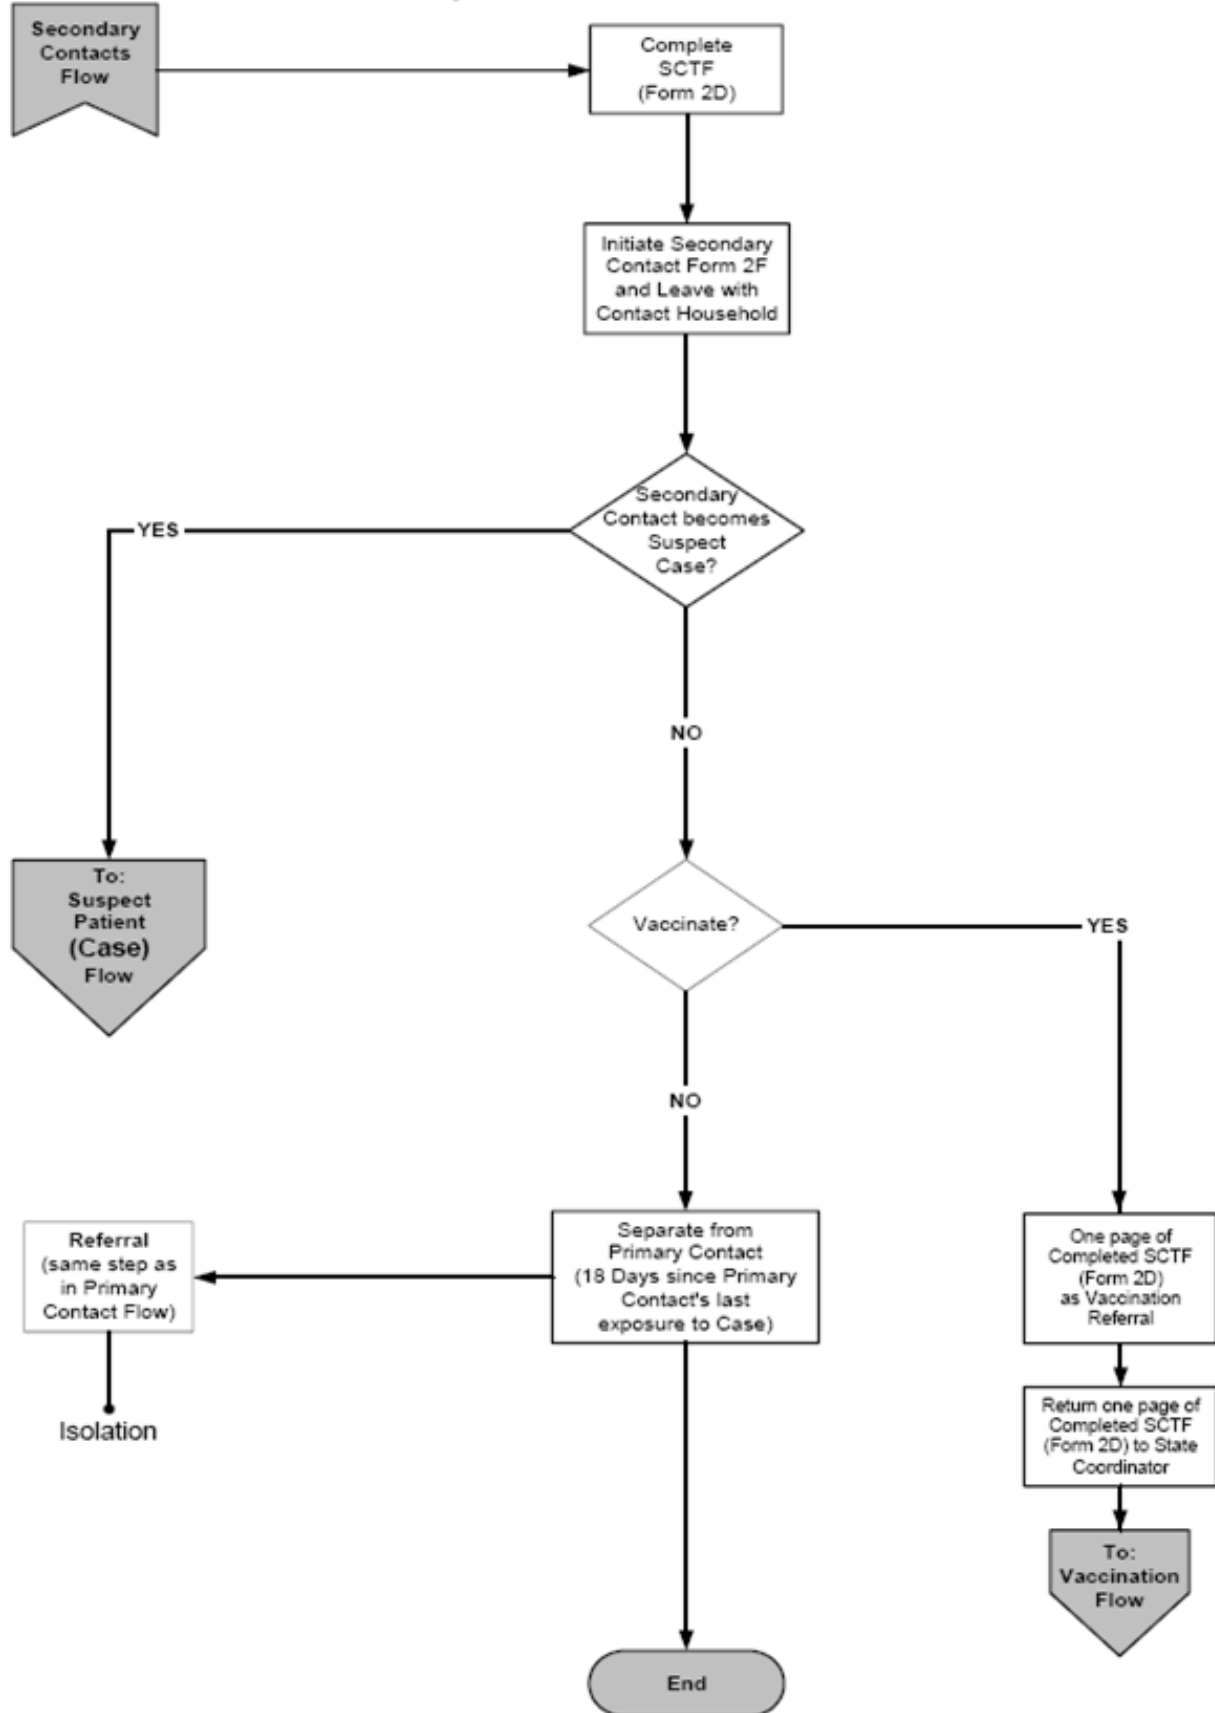 Secondary
Contacts
Flow
Complete
SCTF
(Form 2D)
Initiate Secondary
Contact Form 2F
and Leave with
Contact Household
Secondary
Contact becomes
Suspect
Case?
YES
NO
To:
Suspect
Patient
(Case)
Flow
Vaccinate?
YES
NO
Referral
(same step as
in Primary
Contact Flow)
Isolation
Separate from
Primary Contact
(18 Days since Primary
Contact's last
exposure to Case)
One page of
Completed SCTF
(Form 2D)
as Vaccination
Referral
Return one page of
Completed SCTF
(Form 2D) to State
Coordinator
To:
Vaccination
Flow
End